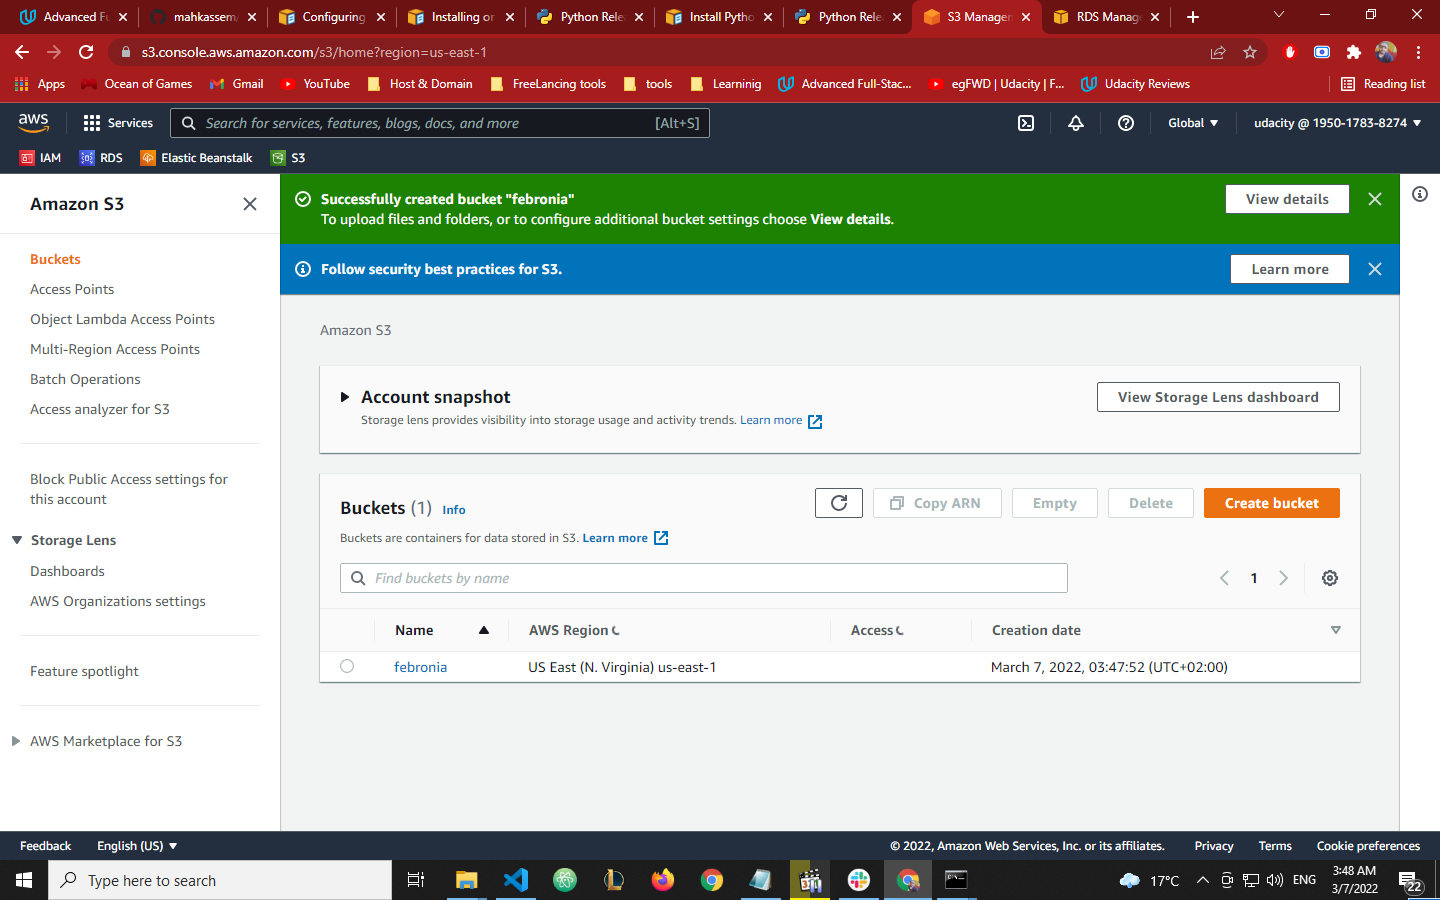 Advanced Fu
mahkassem/
Configuring
Installing or
Python Rele
Install Pytho
Python Rele
S3 Managem
RDS Manag
s3.console.aws.amazon.com/s3/home?region=us-east-1
Apps
Ocean of Games
Gmail
YouTube
Host & Domain
FreeLancing tools
tools
Learninig
Advanced Full-Stac...
egFWD | Udacity | F...
Udacity Reviews
Reading list
aws
Services
Search for services, features, blogs, docs, and more
[Alt+S]
Global
udacity @ 1950-1783-8274
IAM
RDS
Elastic Beanstalk
S3
Amazon S3
Buckets
Access Points
Object Lambda Access Points
Multi-Region Access Points
Batch Operations
Access analyzer for S3
Block Public Access settings for
this account
Storage Lens
Dashboards
AWS Organizations settings
Feature spotlight
AWS Marketplace for S3
Successfully created bucket "febronia"
To upload files and folders, or to configure additional bucket settings choose View details.
View details
Follow security best practices for S3.
Learn more
Amazon S3
Account snapshot
Storage lens provides visibility into storage usage and activity trends. Learn more
View Storage Lens dashboard
Buckets (1) Info
Buckets are containers for data stored in S3. Learn more
Copy ARN
Empty
Delete
Create bucket
Find buckets by name
1
Name
AWS Region
Access
Creation date
febronia
US East (N. Virginia) us-east-1
March 7, 2022, 03:47:52 (UTC+02:00)
Feedback
English (US)
© 2022, Amazon Web Services, Inc. or its affiliates.
Privacy
Terms
Cookie preferences
Type here to search
17°C
ENG
3:48 AM
3/7/2022
22